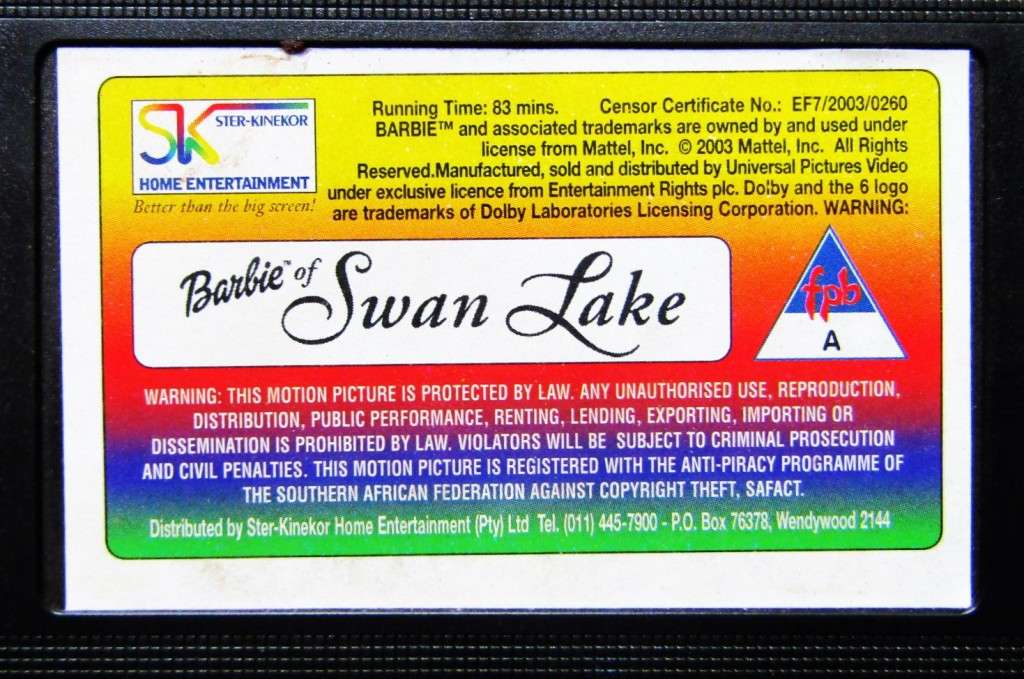 SK STER-KINEKOR
HOME ENTERTAINMENT
Better than the big screen!
Running Time: 83 mins. Censor Certificate No.: EF7/2003/0260
BARBIE™ and associated trademarks are owned by and used under
license from Mattel, Inc. © 2003 Mattel, Inc. All Rights
Reserved.Manufactured, sold and distributed by Universal Pictures Video
under exclusive licence from Entertainment Rights plc. Dolby and the 6 logo
are trademarks of Dolby Laboratories Licensing Corporation. WARNING:
Barbie™ of Swan Lake
fpb
A
WARNING: THIS MOTION PICTURE IS PROTECTED BY LAW. ANY UNAUTHORISED USE, REPRODUCTION,
DISTRIBUTION, PUBLIC PERFORMANCE, RENTING, LENDING, EXPORTING, IMPORTING OR
DISSEMINATION IS PROHIBITED BY LAW. VIOLATORS WILL BE SUBJECT TO CRIMINAL PROSECUTION
AND CIVIL PENALTIES. THIS MOTION PICTURE IS REGISTERED WITH THE ANTI-PIRACY PROGRAMME OF
THE SOUTHERN AFRICAN FEDERATION AGAINST COPYRIGHT THEFT, SAFACT.
Distributed by Ster-Kinekor Home Entertainment (Pty) Ltd Tel. (011) 445-7900 - P.O. Box 76378, Wendywood 2144